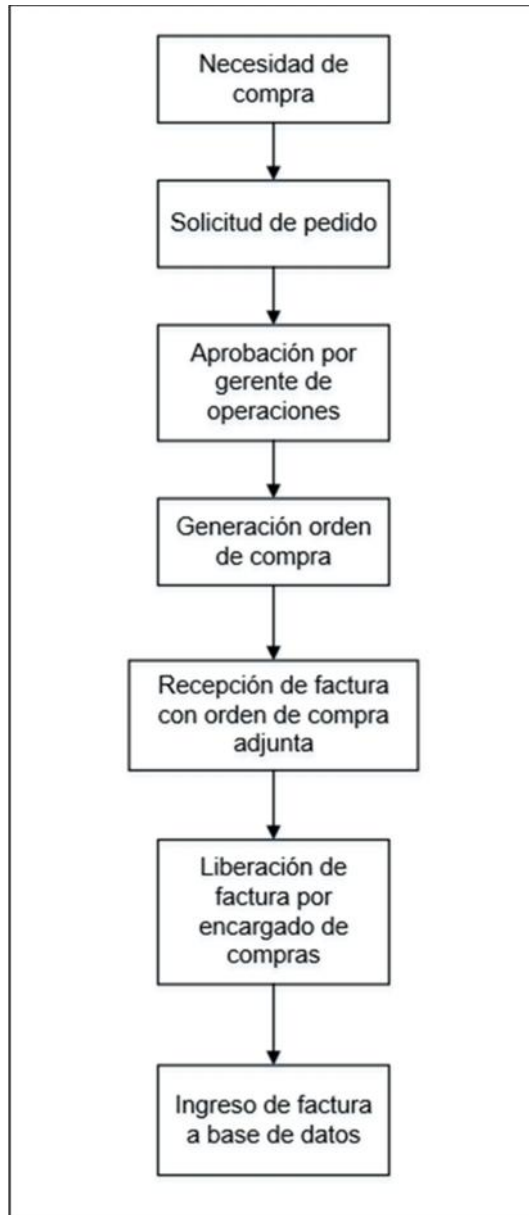 Necesidad de
compra
Solicitud de pedido
Aprobación por
gerente de
operaciones
Generación orden
de compra
Recepción de factura
con orden de compra
adjunta
Liberación de
factura por
encargado de
compras
Ingreso de factura
a base de datos